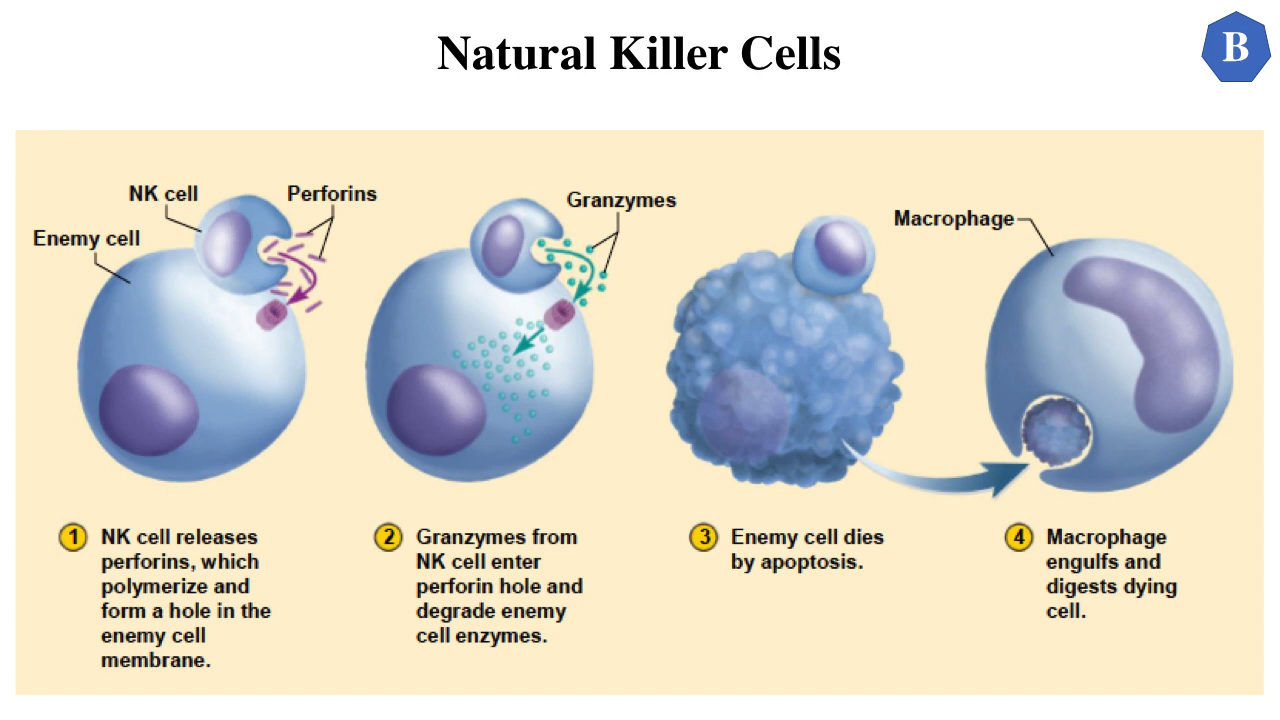 Natural Killer Cells
B
NK cell
Perforins
Enemy cell
Granzymes
Macrophage
1 NK cell releases
perforins, which
polymerize and
form a hole in the
enemy cell
membrane.
2 Granzymes from
NK cell enter
perforin hole and
degrade enemy
cell enzymes.
3 Enemy cell dies
by apoptosis.
4 Macrophage
engulfs and
digests dying
cell.